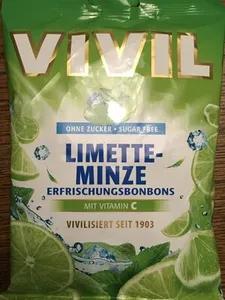 VIVIL
OHNE ZUCKER • SUGAR FREE
LIMETTE-
MINZE
ERFRISCHUNGSBONBONS
MIT VITAMIN C
VIVILISIERT SEIT 1903